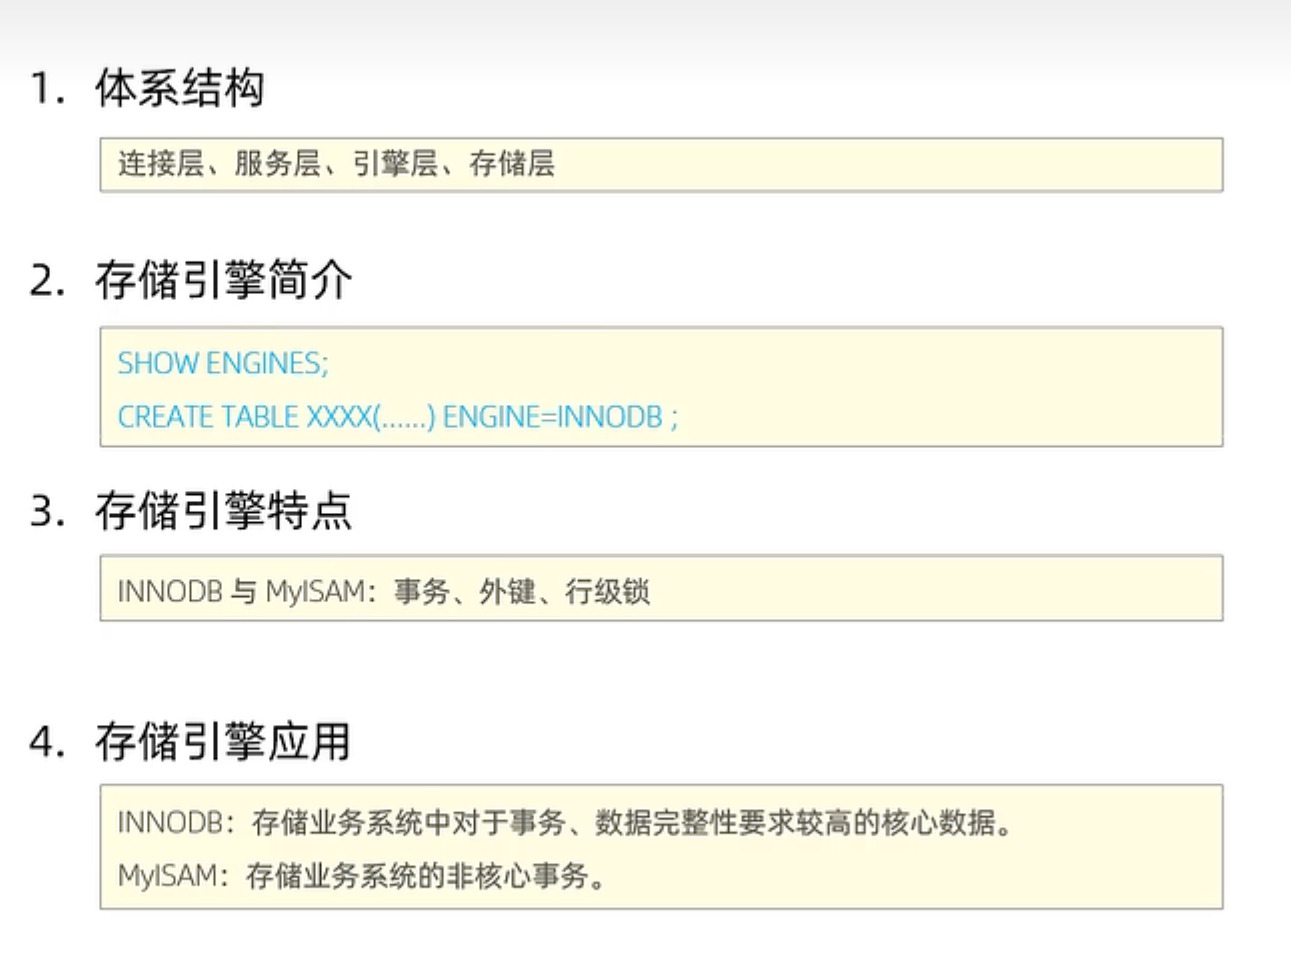 1. 体系结构
连接层、服务层、引擎层、存储层
2. 存储引擎简介
SHOW ENGINES;
CREATE TABLE XXXX(......) ENGINE=INNODB ;
3. 存储引擎特点
INNODB 与 MyISAM：事务、外键、行级锁
4. 存储引擎应用
INNODB：存储业务系统中对于事务、数据完整性要求较高的核心数据。
MyISAM：存储业务系统的非核心事务。